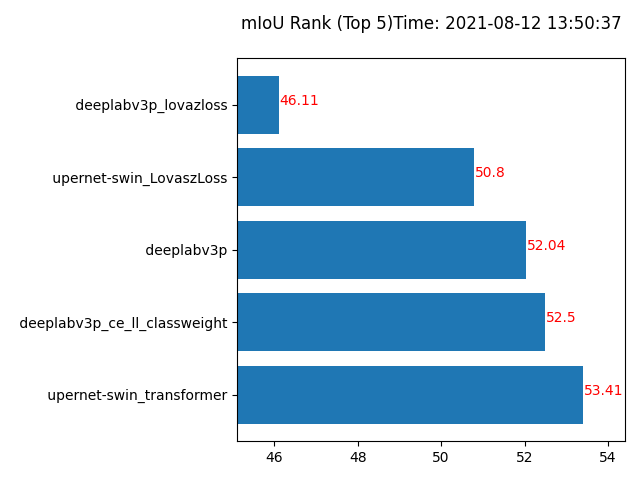 mIoU Rank (Top 5)Time: 2021-08-12 13:50:37
deeplabv3p_lovazloss 46.11
upernet-swin_LovaszLoss 50.8
deeplabv3p 52.04
deeplabv3p_ce_ll_classweight 52.5
upernet-swin_transformer 53.41
46 48 50 52 54